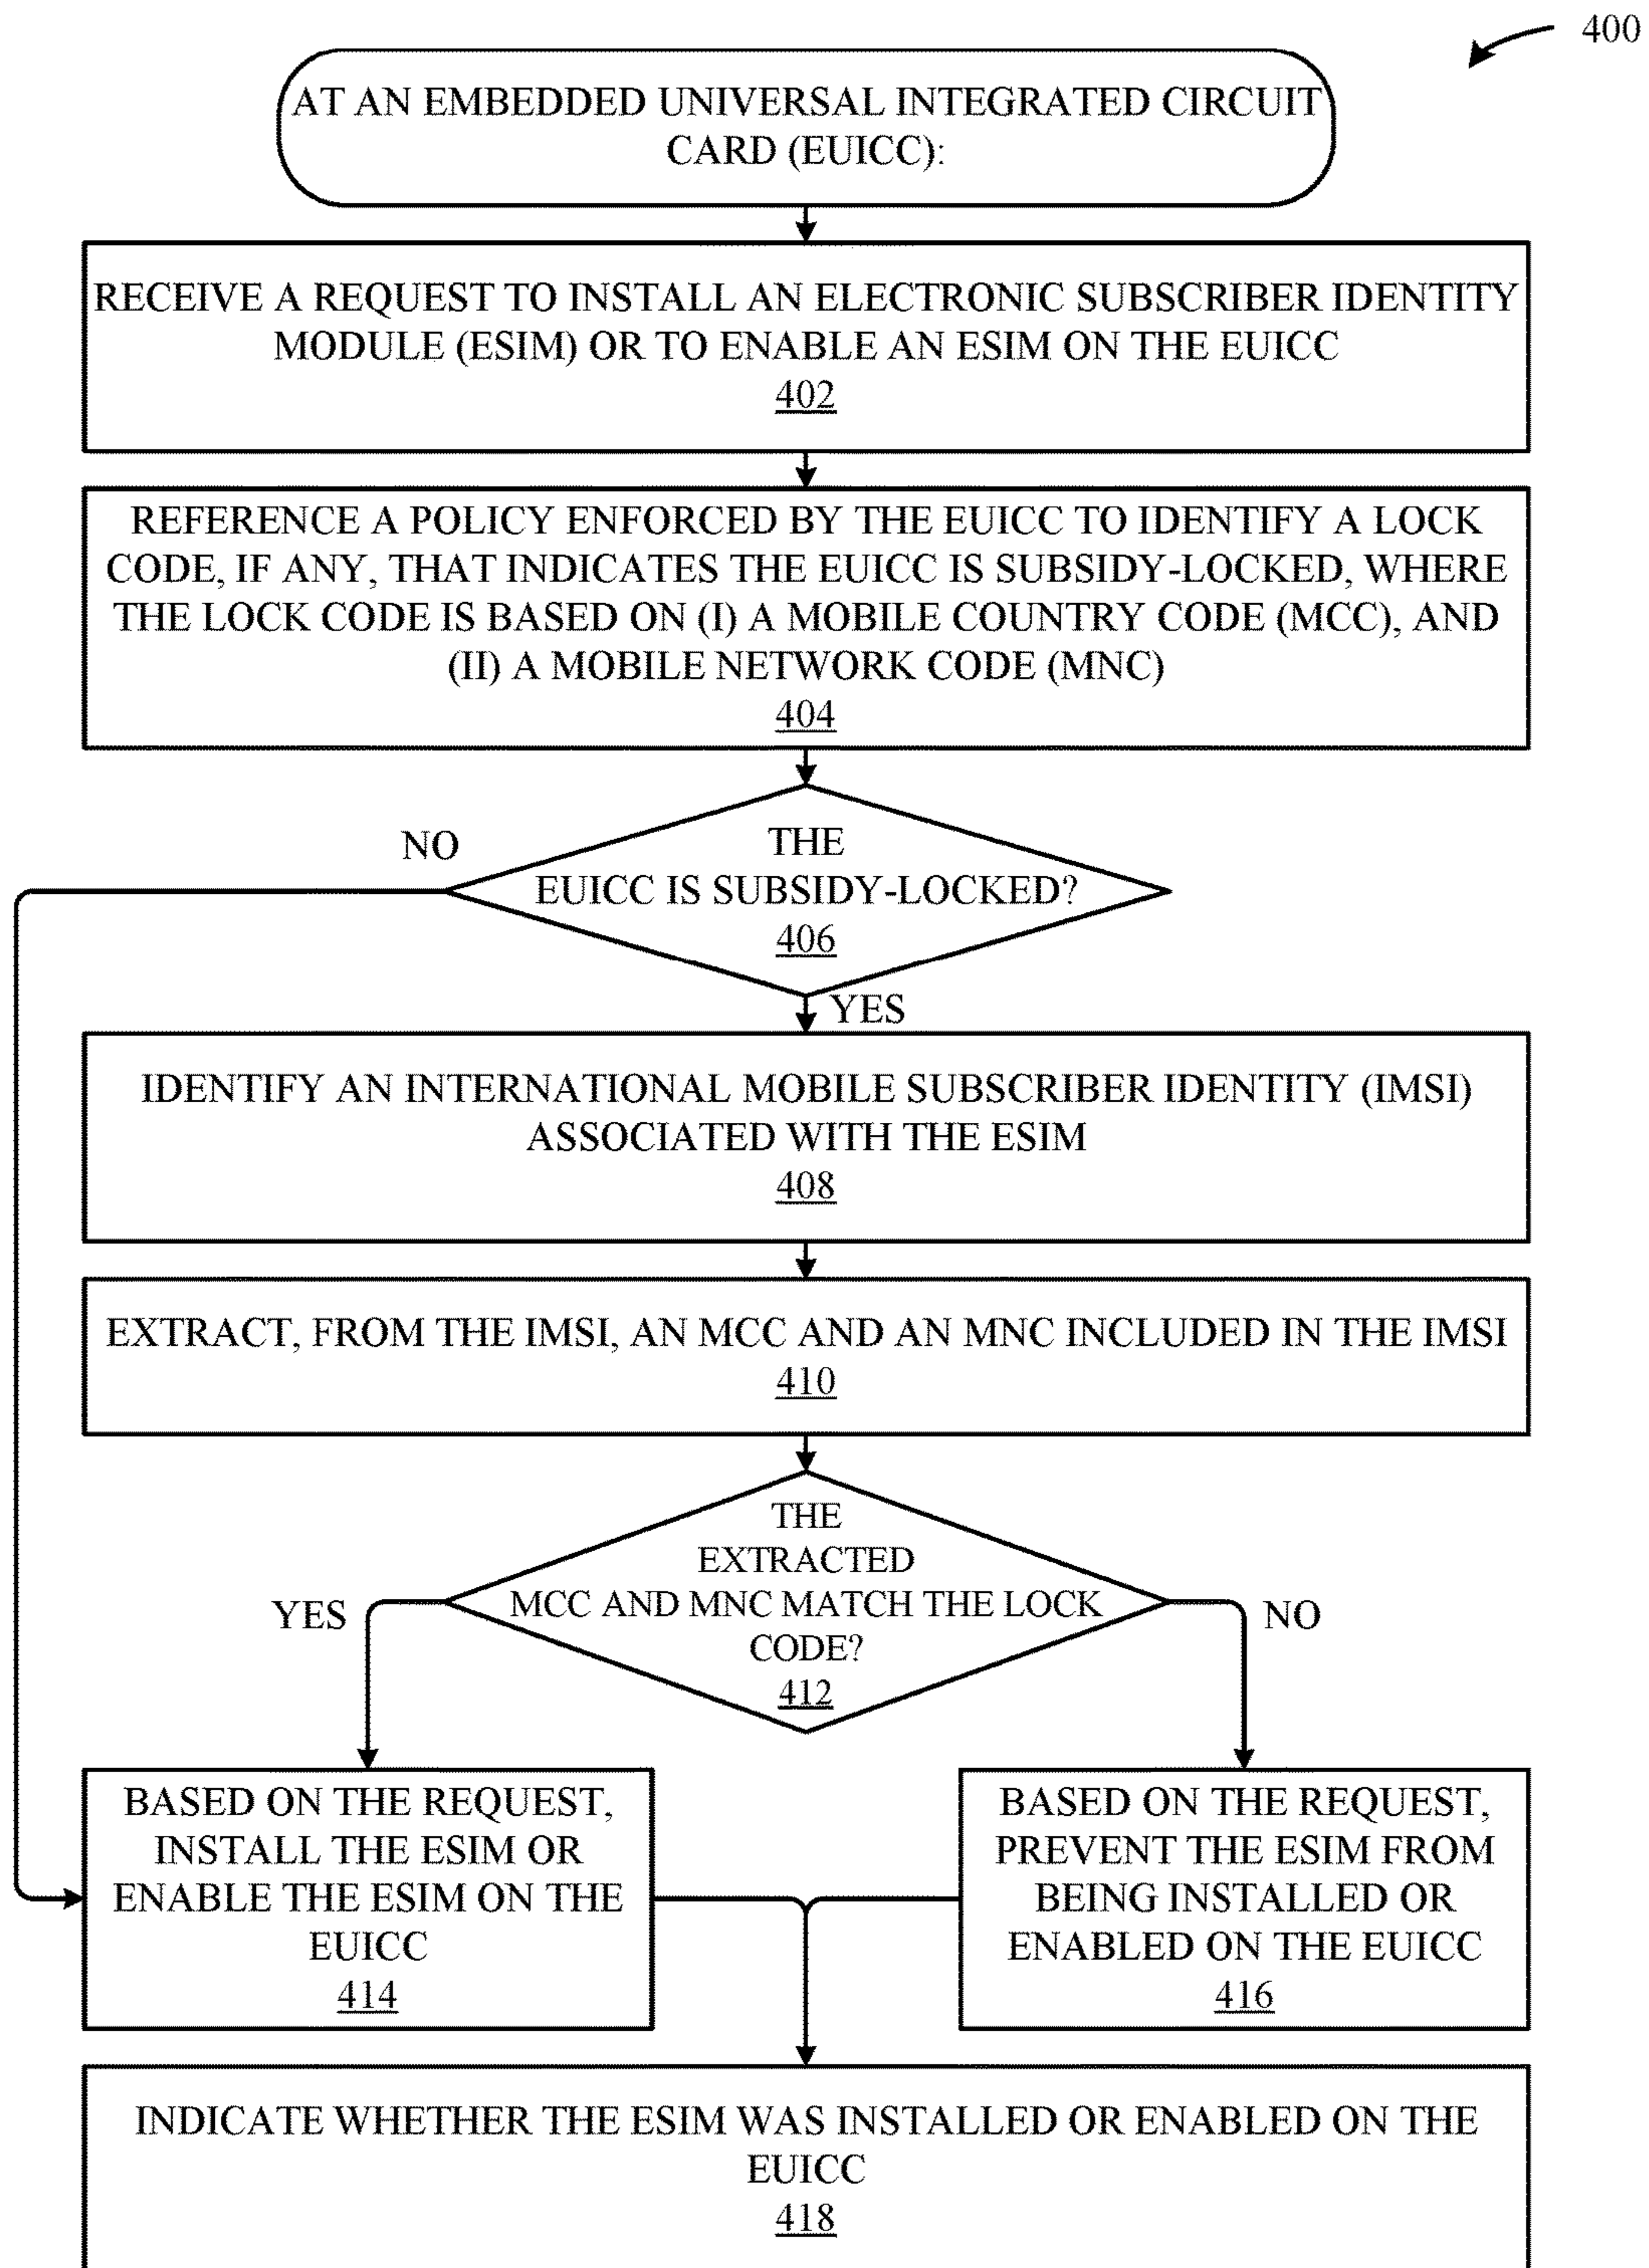 400
AT AN EMBEDDED UNIVERSAL INTEGRATED CIRCUIT
CARD (EUICC):
RECEIVE A REQUEST TO INSTALL AN ELECTRONIC SUBSCRIBER IDENTITY
MODULE (ESIM) OR TO ENABLE AN ESIM ON THE EUICC
402
REFERENCE A POLICY ENFORCED BY THE EUICC TO IDENTIFY A LOCK
CODE, IF ANY, THAT INDICATES THE EUICC IS SUBSIDY-LOCKED, WHERE
THE LOCK CODE IS BASED ON (I) A MOBILE COUNTRY CODE (MCC), AND
(II) A MOBILE NETWORK CODE (MNC)
404
NO
THE
EUICC IS SUBSIDY-LOCKED?
406
YES
IDENTIFY AN INTERNATIONAL MOBILE SUBSCRIBER IDENTITY (IMSI)
ASSOCIATED WITH THE ESIM
408
EXTRACT, FROM THE IMSI, AN MCC AND AN MNC INCLUDED IN THE IMSI
410
THE
EXTRACTED
MCC AND MNC MATCH THE LOCK
CODE?
412
YES
NO
BASED ON THE REQUEST,
INSTALL THE ESIM OR
ENABLE THE ESIM ON THE
EUICC
414
BASED ON THE REQUEST,
PREVENT THE ESIM FROM
BEING INSTALLED OR
ENABLED ON THE EUICC
416
INDICATE WHETHER THE ESIM WAS INSTALLED OR ENABLED ON THE
EUICC
418